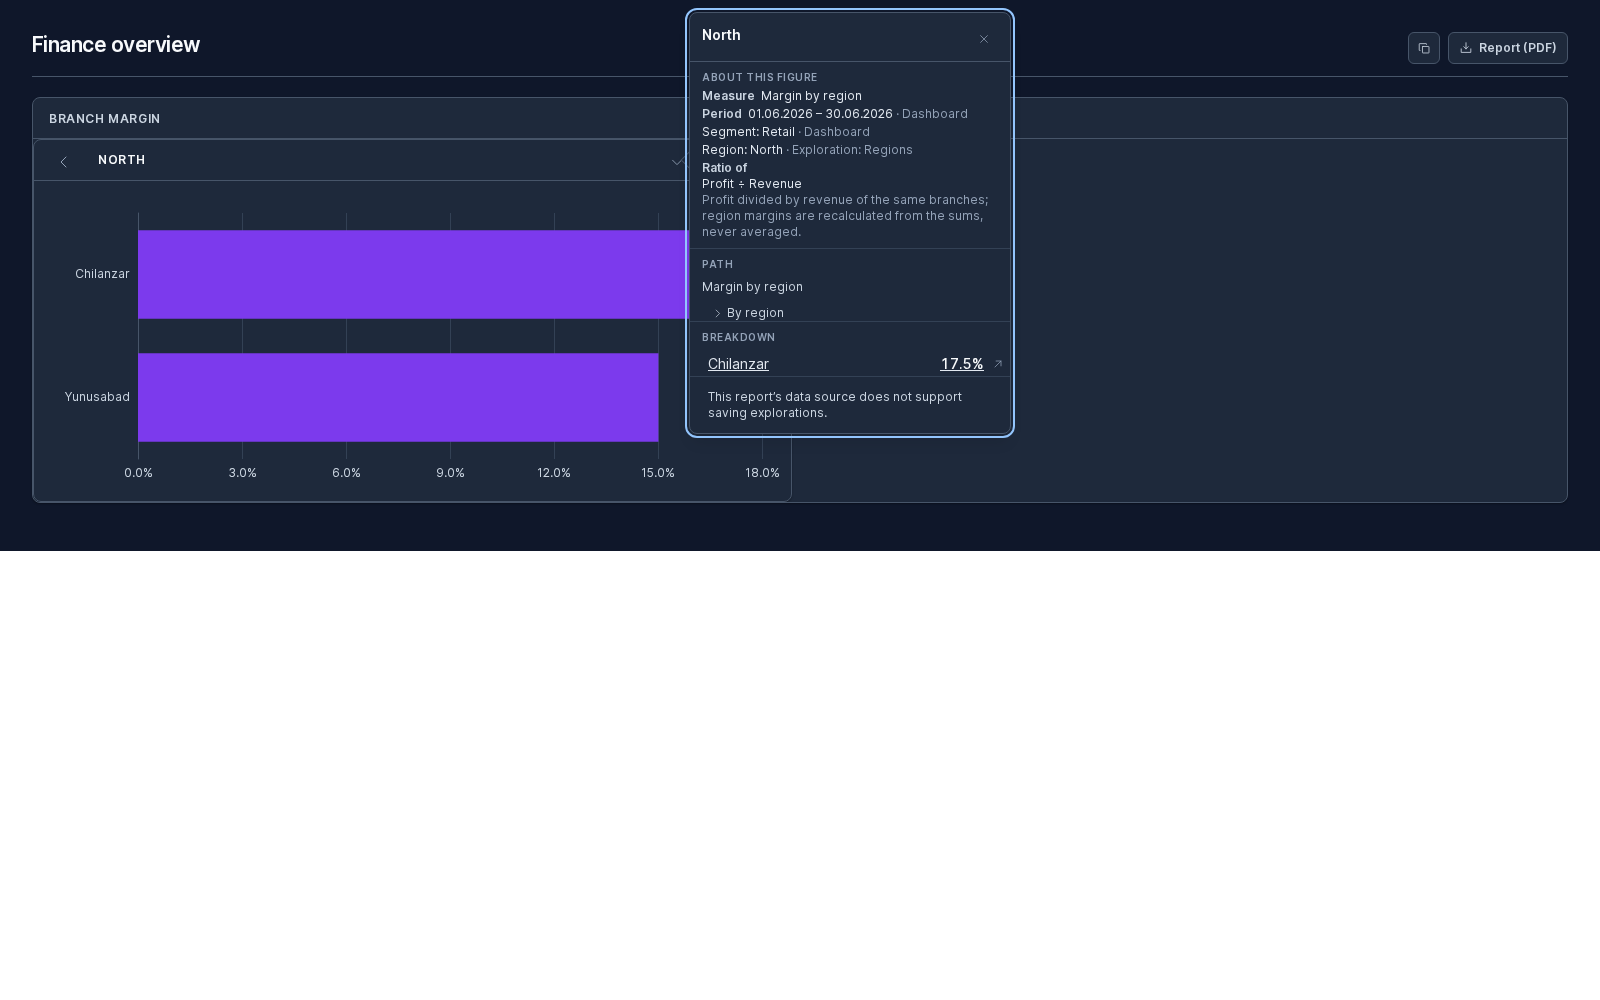 Finance overview
Report (PDF)
BRANCH MARGIN
NORTH
Chilanzar
Yunusabad
0.0% 3.0% 6.0% 9.0% 12.0% 15.0% 18.0%
North
ABOUT THIS FIGURE
Measure Margin by region
Period 01.06.2026 – 30.06.2026 · Dashboard
Segment: Retail · Dashboard
Region: North · Exploration: Regions
Ratio of
Profit ÷ Revenue
Profit divided by revenue of the same branches;
region margins are recalculated from the sums,
never averaged.
PATH
Margin by region
By region
BREAKDOWN
Chilanzar 17.5%
This report’s data source does not support
saving explorations.